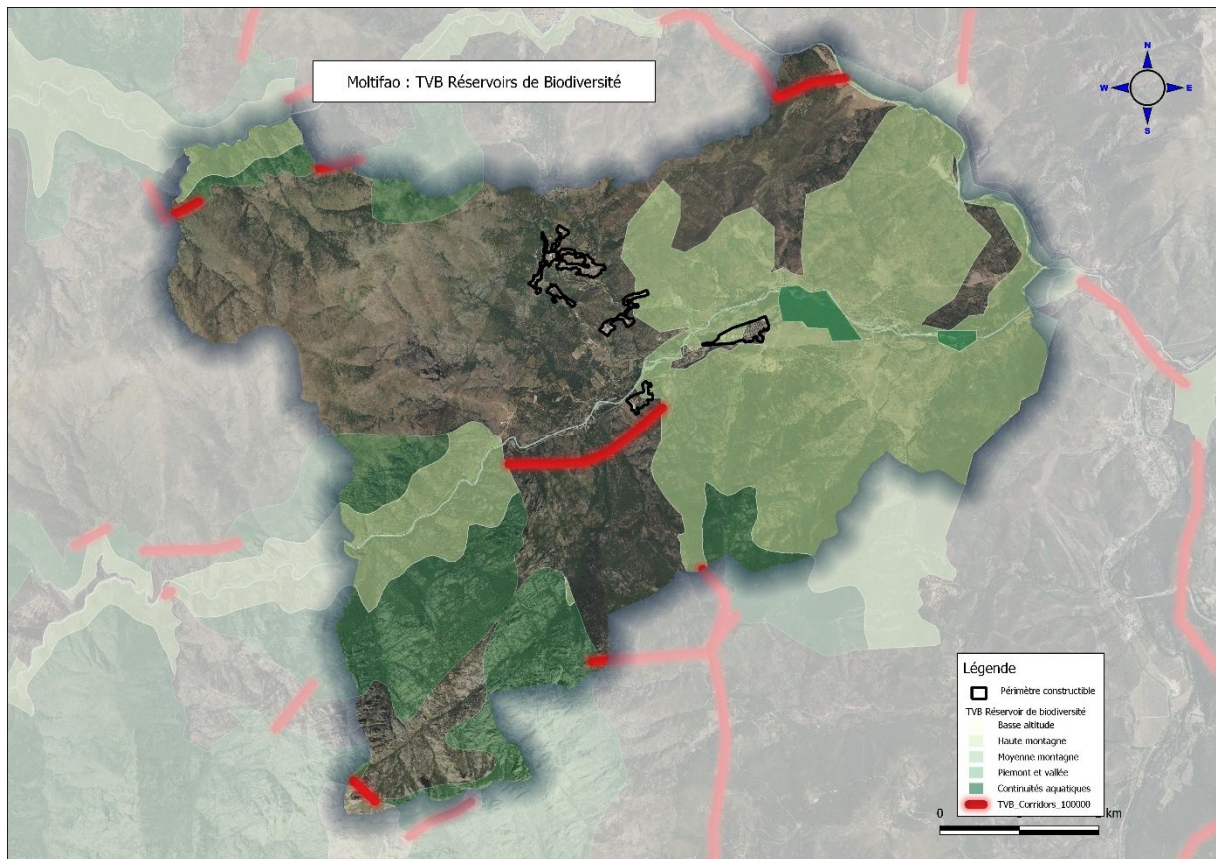 Moltifao : TVB Réservoirs de Biodiversité
N
W
E
S
Légende
Périmètre constructible
TVB Réservoir de biodiversité
Basse altitude
Haute montagne
Moyenne montagne
Piemont et vallée
Continuités aquatiques
TVB_Corridors_100000
0
km